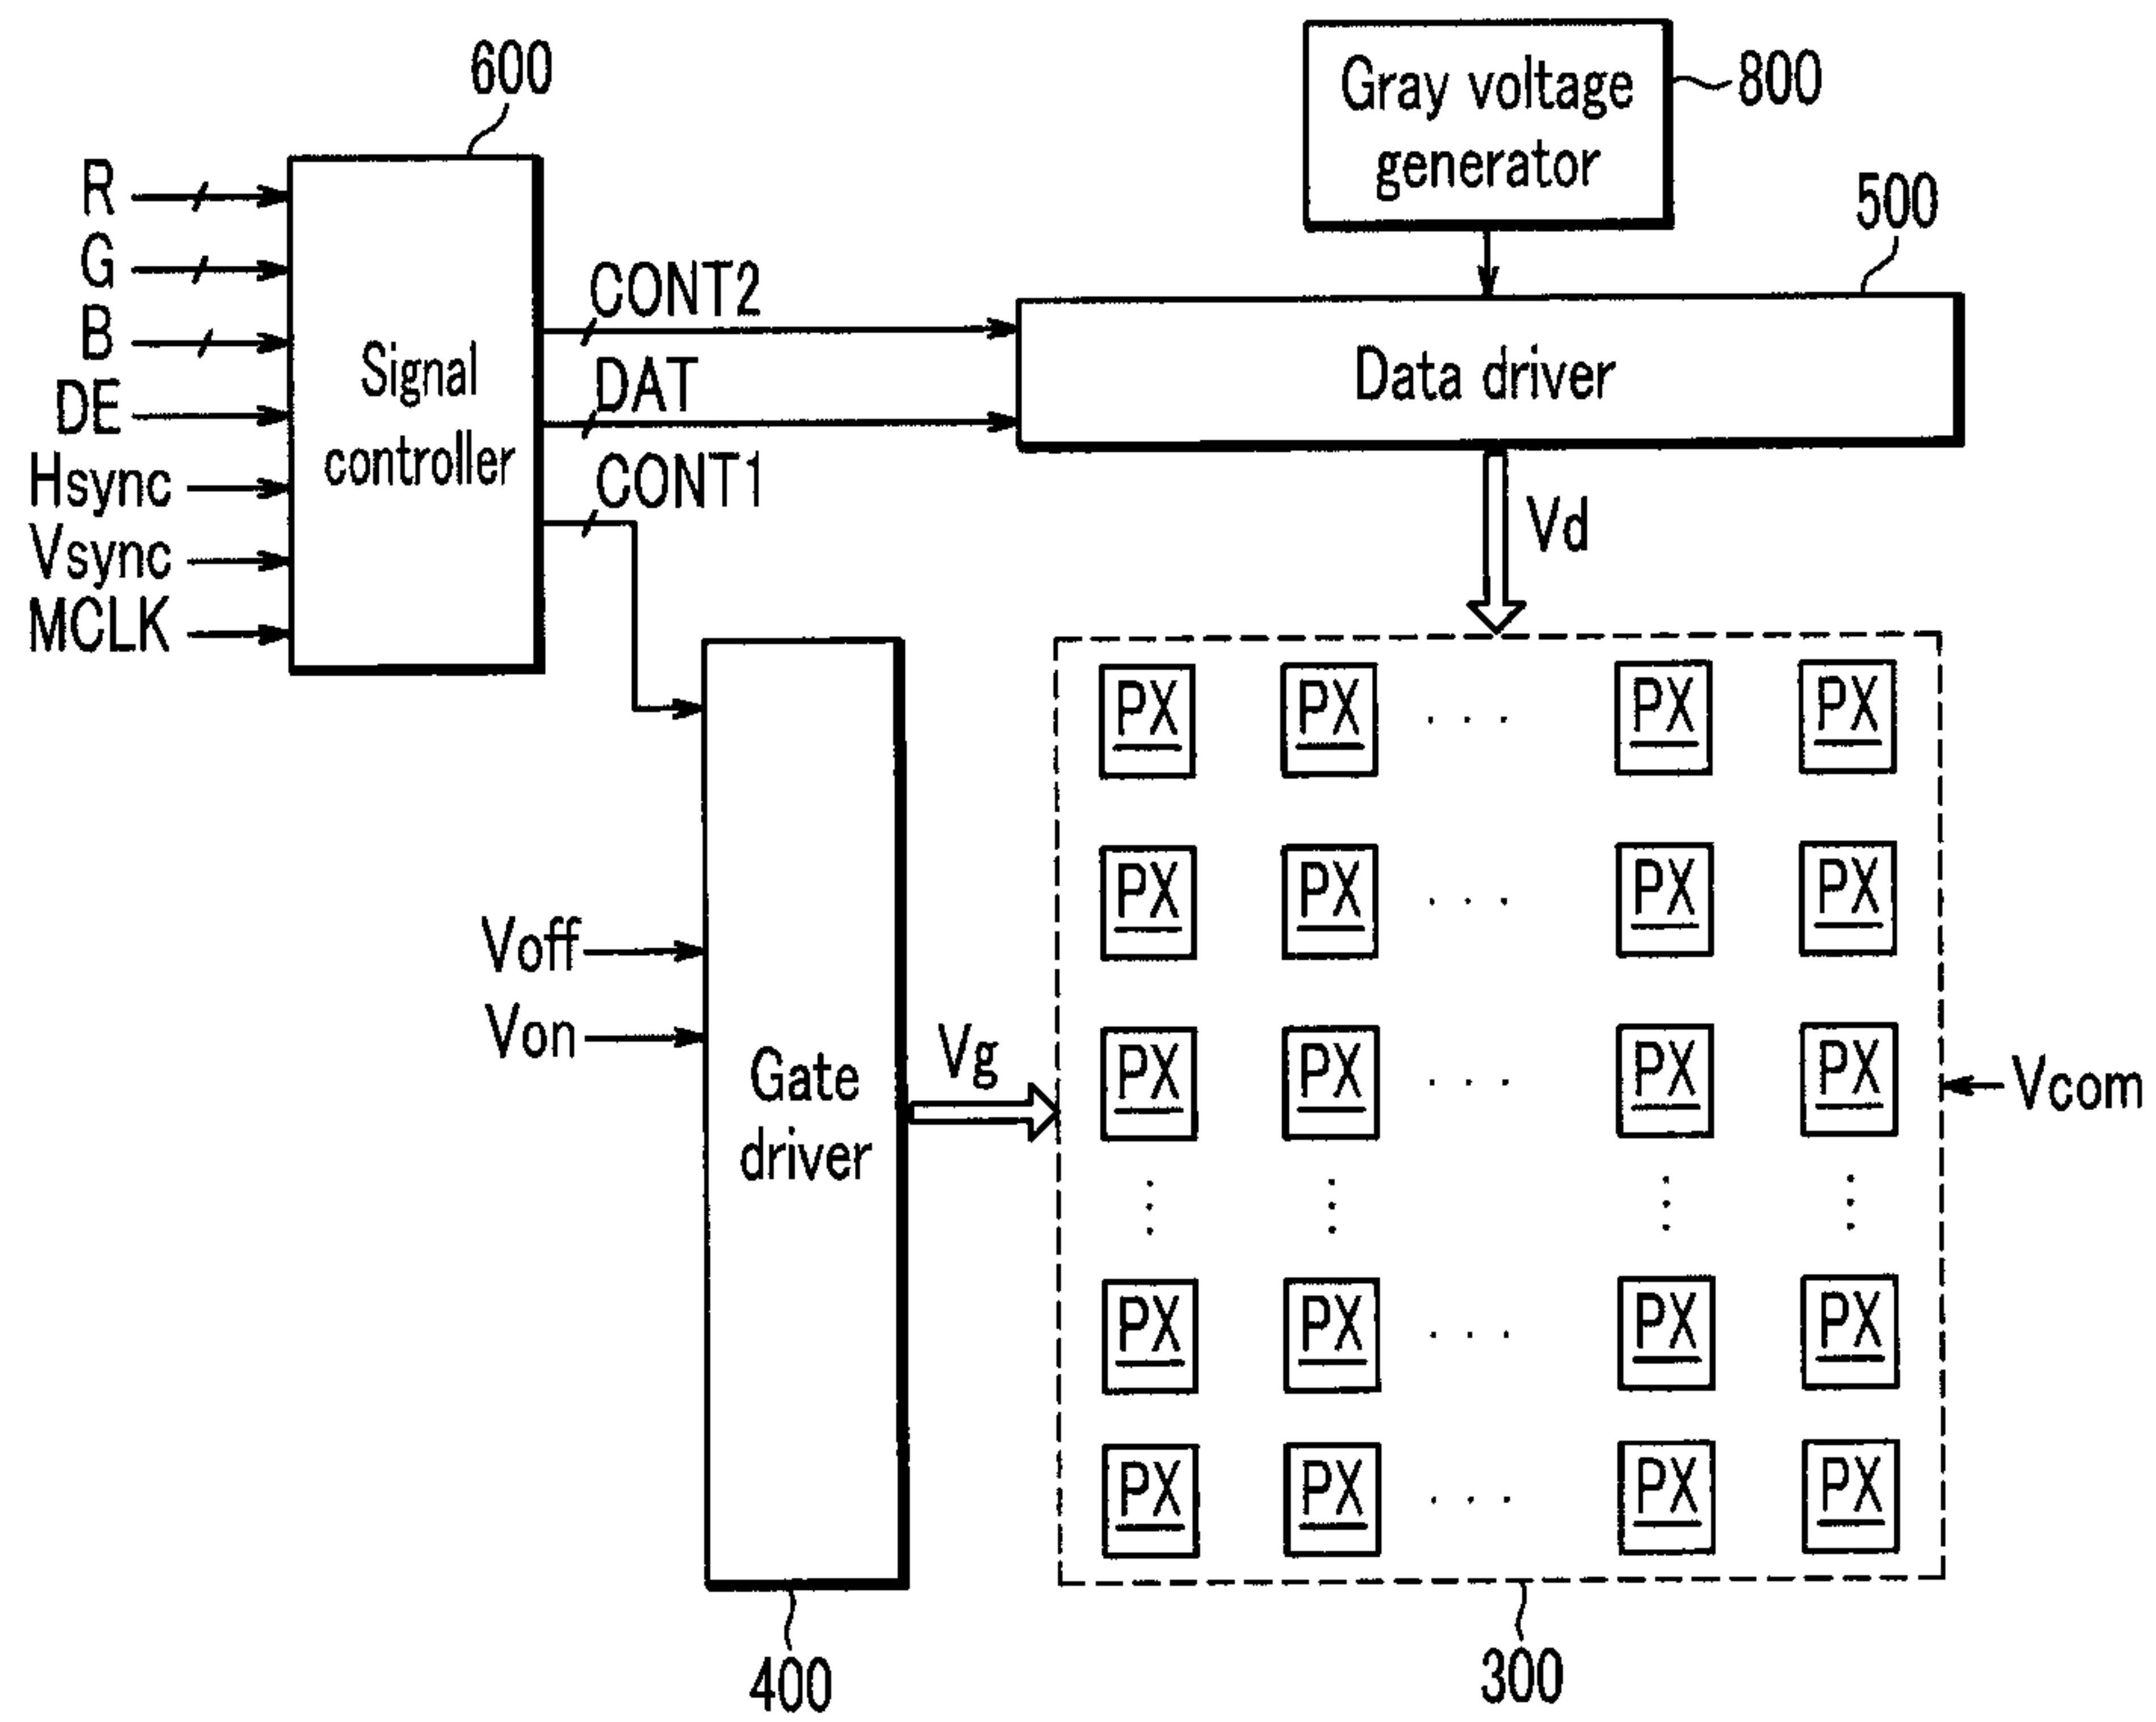 600
Gray voltage
generator
800
R
G
B
DE
Hsync
Vsync
MCLK
Signal
controller
CONT2
DAT
CONT1
500
Data driver
Vd
Voff
Von
Gate
driver
Vg
PX PX . . . PX PX
PX PX . . . PX PX
PX PX . . . PX PX
PX PX . . . PX PX
PX PX . . . PX PX
Vcom
400
300